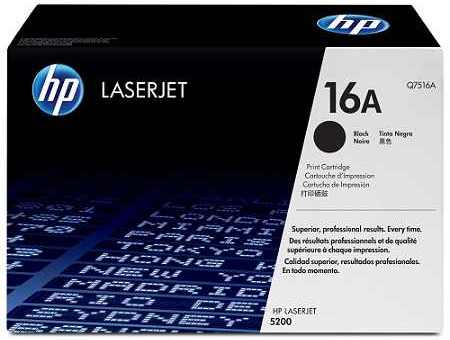 hp
hp
LASERJET
16A
Q7516A
Black
Noire
Tinta Negra
黑色
Print Cartridge
Cartouche d'Impression
Cartucho de Impresión
打印硒鼓
Superior, professional results. Every time.
Des résultats professionnels et de qualité
supérieure à chaque impression.
Calidad superior, resultados profesionales.
En todo momento.
HP LASERJET
5200